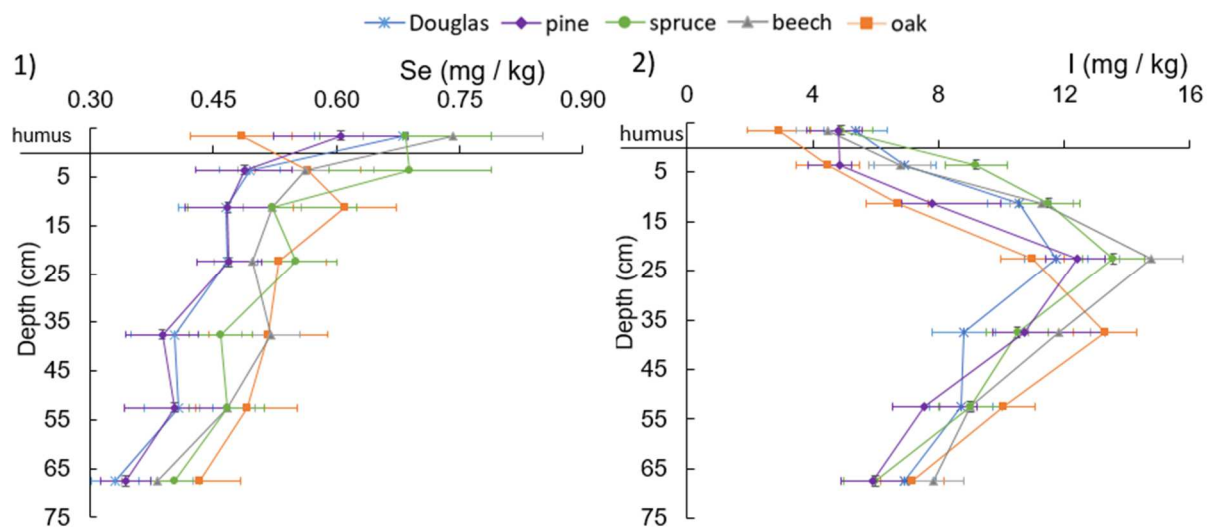 Douglas pine spruce beech oak
1) Se (mg / kg)
0.30 0.45 0.60 0.75 0.90
humus
5
15
25
35
45
55
65
75
Depth (cm)
2) I (mg / kg)
0 4 8 12 16
humus
5
15
25
35
45
55
65
75
Depth (cm)